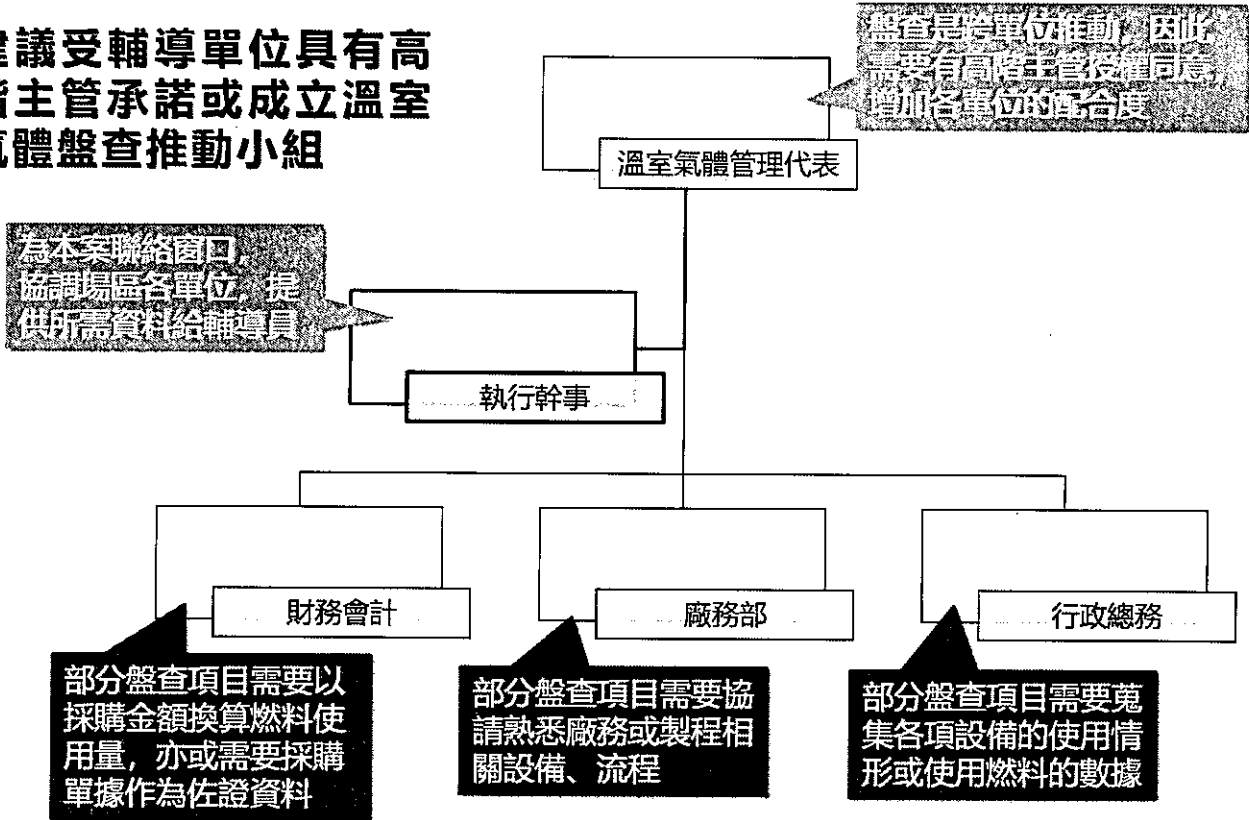 建議受輔導單位具有高
階主管承諾或成立溫室
氣體盤查推動小組
盤查是跨單位推動，因此
需要有高階主管授權同意，
增加各單位的配合度
溫室氣體管理代表
為本案聯絡窗口，
協調場區各單位，提
供所需資料給輔導員
執行幹事
財務會計
廠務部
行政總務
部分盤查項目需要以
採購金額換算燃料使
用量，亦或需要採購
單據作為佐證資料
部分盤查項目需要協
請熟悉廠務或製程相
關設備、流程
部分盤查項目需要蒐
集各項設備的使用情
形或使用燃料的數據